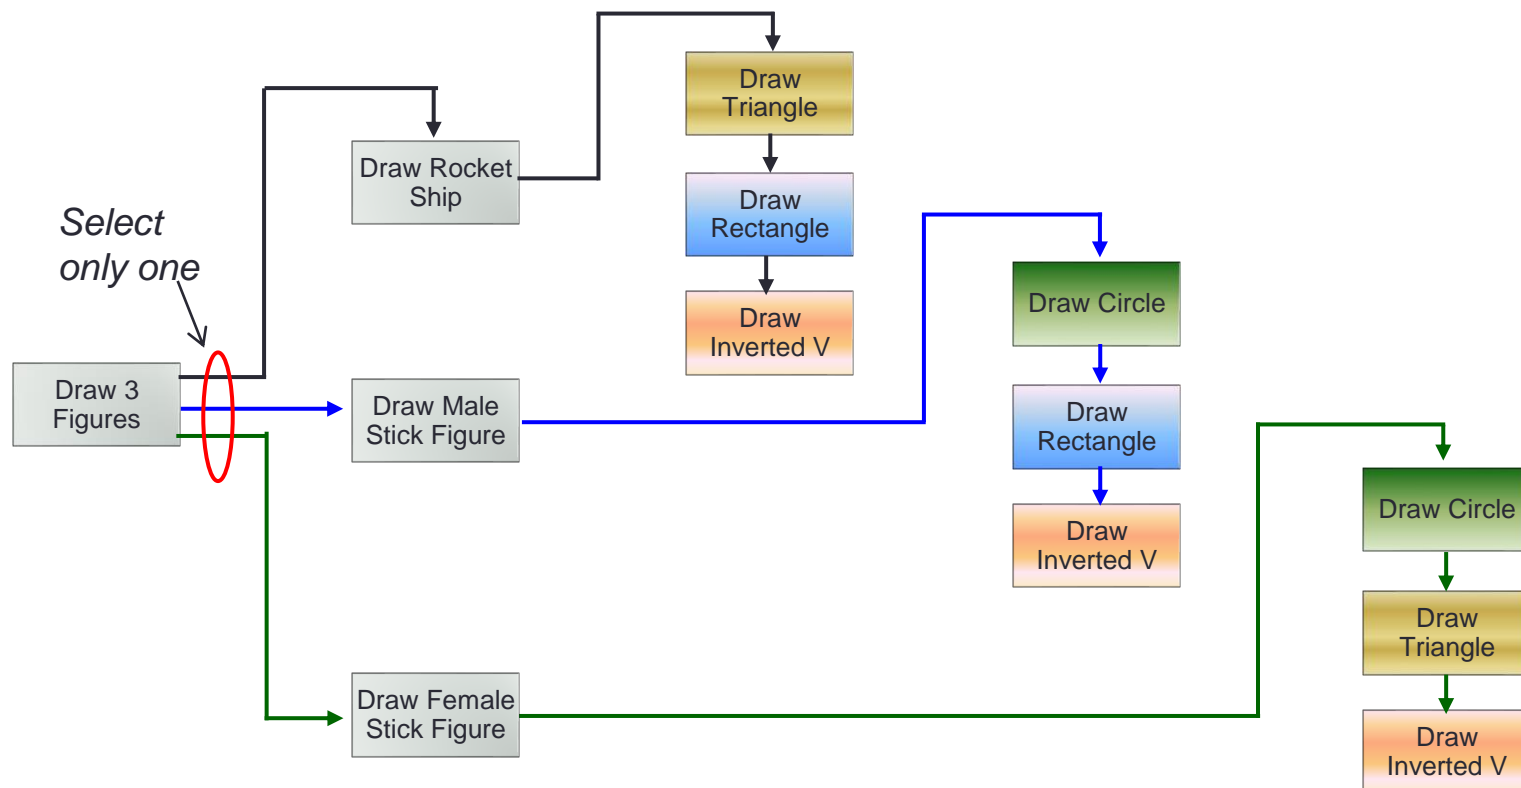 Draw
Triangle
Draw Rocket
Ship
Draw
Rectangle
Select
only one
Draw Circle
Draw
Inverted V
Draw 3
Figures
Draw Male
Stick Figure
Draw
Rectangle
Draw Circle
Draw
Inverted V
Draw
Triangle
Draw Female
Stick Figure
Draw
Inverted V